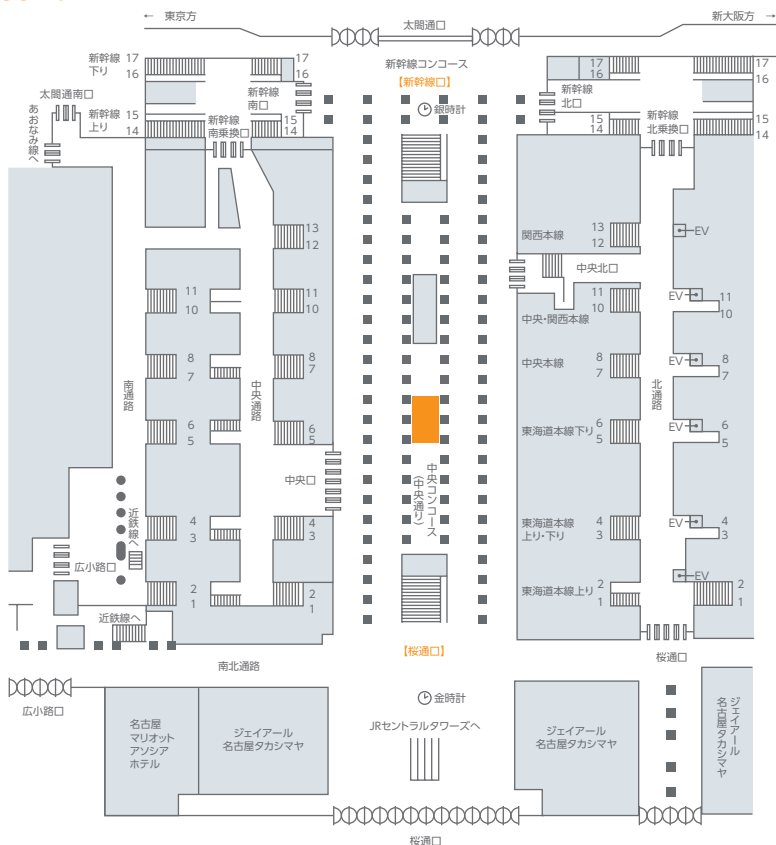 ← 東京方
太閤通口
新大阪方 →
新幹線
下り
17
16
新幹線コンコース
【新幹線口】
17
16
17
16
17
16
太閤通南口
あおなみ線へ
新幹線
上り
15
14
新幹線
南口
新幹線
南乗換口
15
14
銀時計
新幹線
北口
15
14
新幹線
北乗換口
15
14
13
12
関西本線
13
12
EV
中央北口
11
10
11
10
11
10
中央・関西本線
EV
11
10
南通路
8
7
中央通路
8
7
中央本線
8
7
北通路
EV
8
7
6
5
6
5
東海道本線下り
6
5
EV
6
5
中央口
中央コンコース
(中央通り)
近鉄線へ
4
3
4
3
東海道本線
上り・下り
4
3
EV
4
3
広小路口
2
1
2
1
東海道本線上り
2
1
EV
2
1
近鉄線へ
【桜通口】
南北通路
桜通口
広小路口
金時計
名古屋
マリオット
アソシア
ホテル
ジェイアール
名古屋タカシマヤ
JRセントラルタワーズへ
ジェイアール
名古屋タカシマヤ
ジェイアール
名古屋タカシマヤ
桜通口